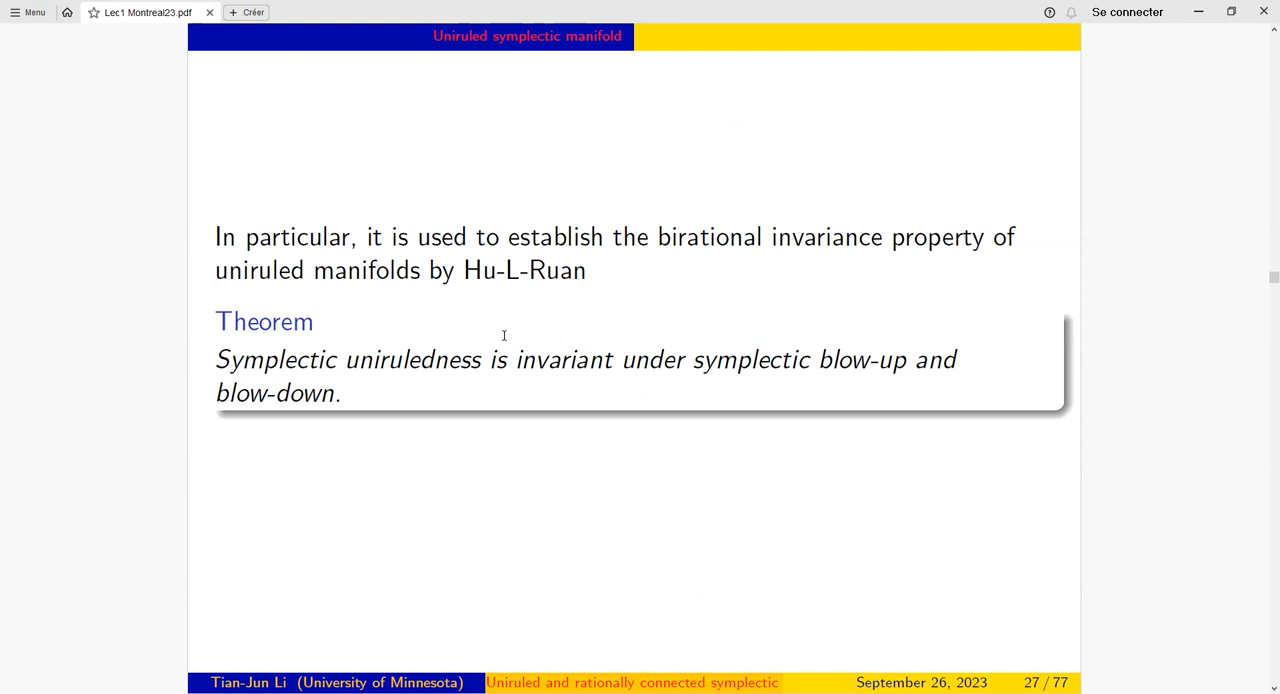 Menu
Lec1 Montreal23.pdf
+ Créer
Se connecter
Uniruled symplectic manifold
In particular, it is used to establish the birational invariance property of
uniruled manifolds by Hu-L-Ruan
Theorem
Symplectic uniruledness is invariant under symplectic blow-up and
blow-down.
Tian-Jun Li (University of Minnesota)
Uniruled and rationally connected symplectic
September 26, 2023
27 / 77